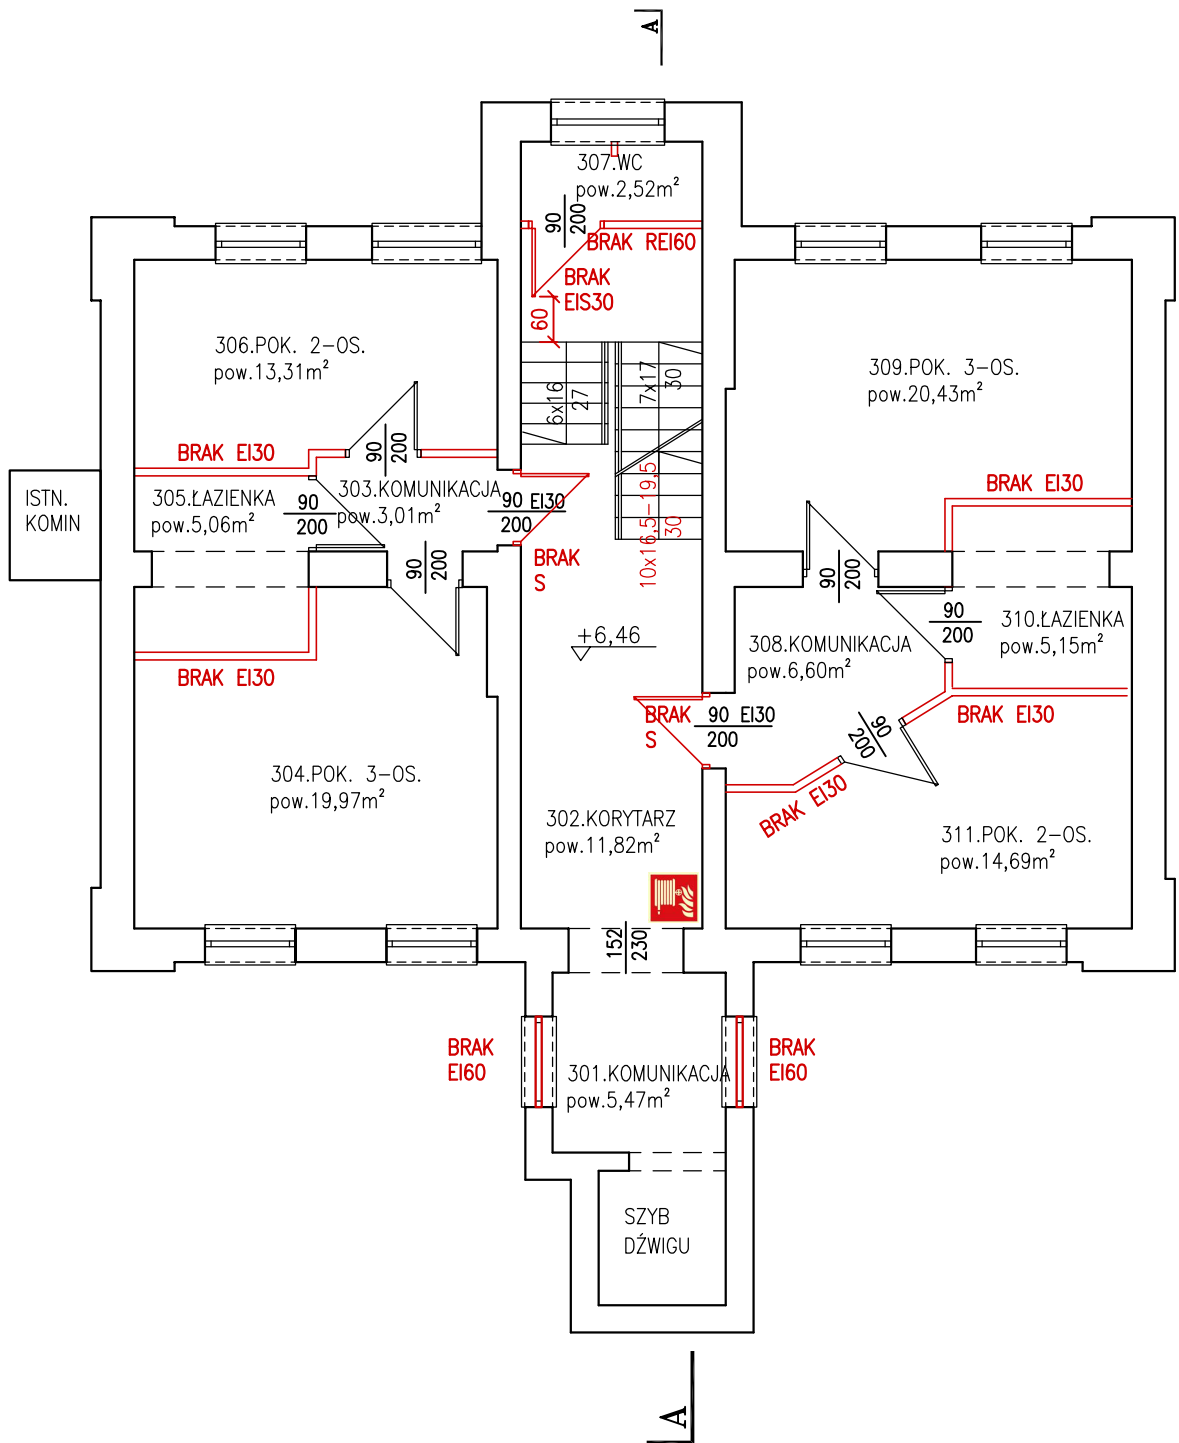 A
307.WC
pow.2,52m²
90
200
BRAK REI60
BRAK
EIS30
60
306.POK. 2-OS.
pow.13,31m²
6x16
27
7x17
30
309.POK. 3-OS.
pow.20,43m²
BRAK EI30
90
200
ISTN.
KOMIN
305.ŁAZIENKA
pow.5,06m²
90
200
303.KOMUNIKACJA
pow.3,01m²
90 EI30
200
BRAK
S
10x16,5-19,5
30
BRAK EI30
90
200
90
200
90
200
310.ŁAZIENKA
pow.5,15m²
+6,46
308.KOMUNIKACJA
pow.6,60m²
BRAK EI30
BRAK
S
90 EI30
200
BRAK EI30
90
200
304.POK. 3-OS.
pow.19,97m²
BRAK EI30
302.KORYTARZ
pow.11,82m²
311.POK. 2-OS.
pow.14,69m²
152
230
BRAK
EI60
BRAK
EI60
301.KOMUNIKACJA
pow.5,47m²
SZYB
DŹWIGU
A